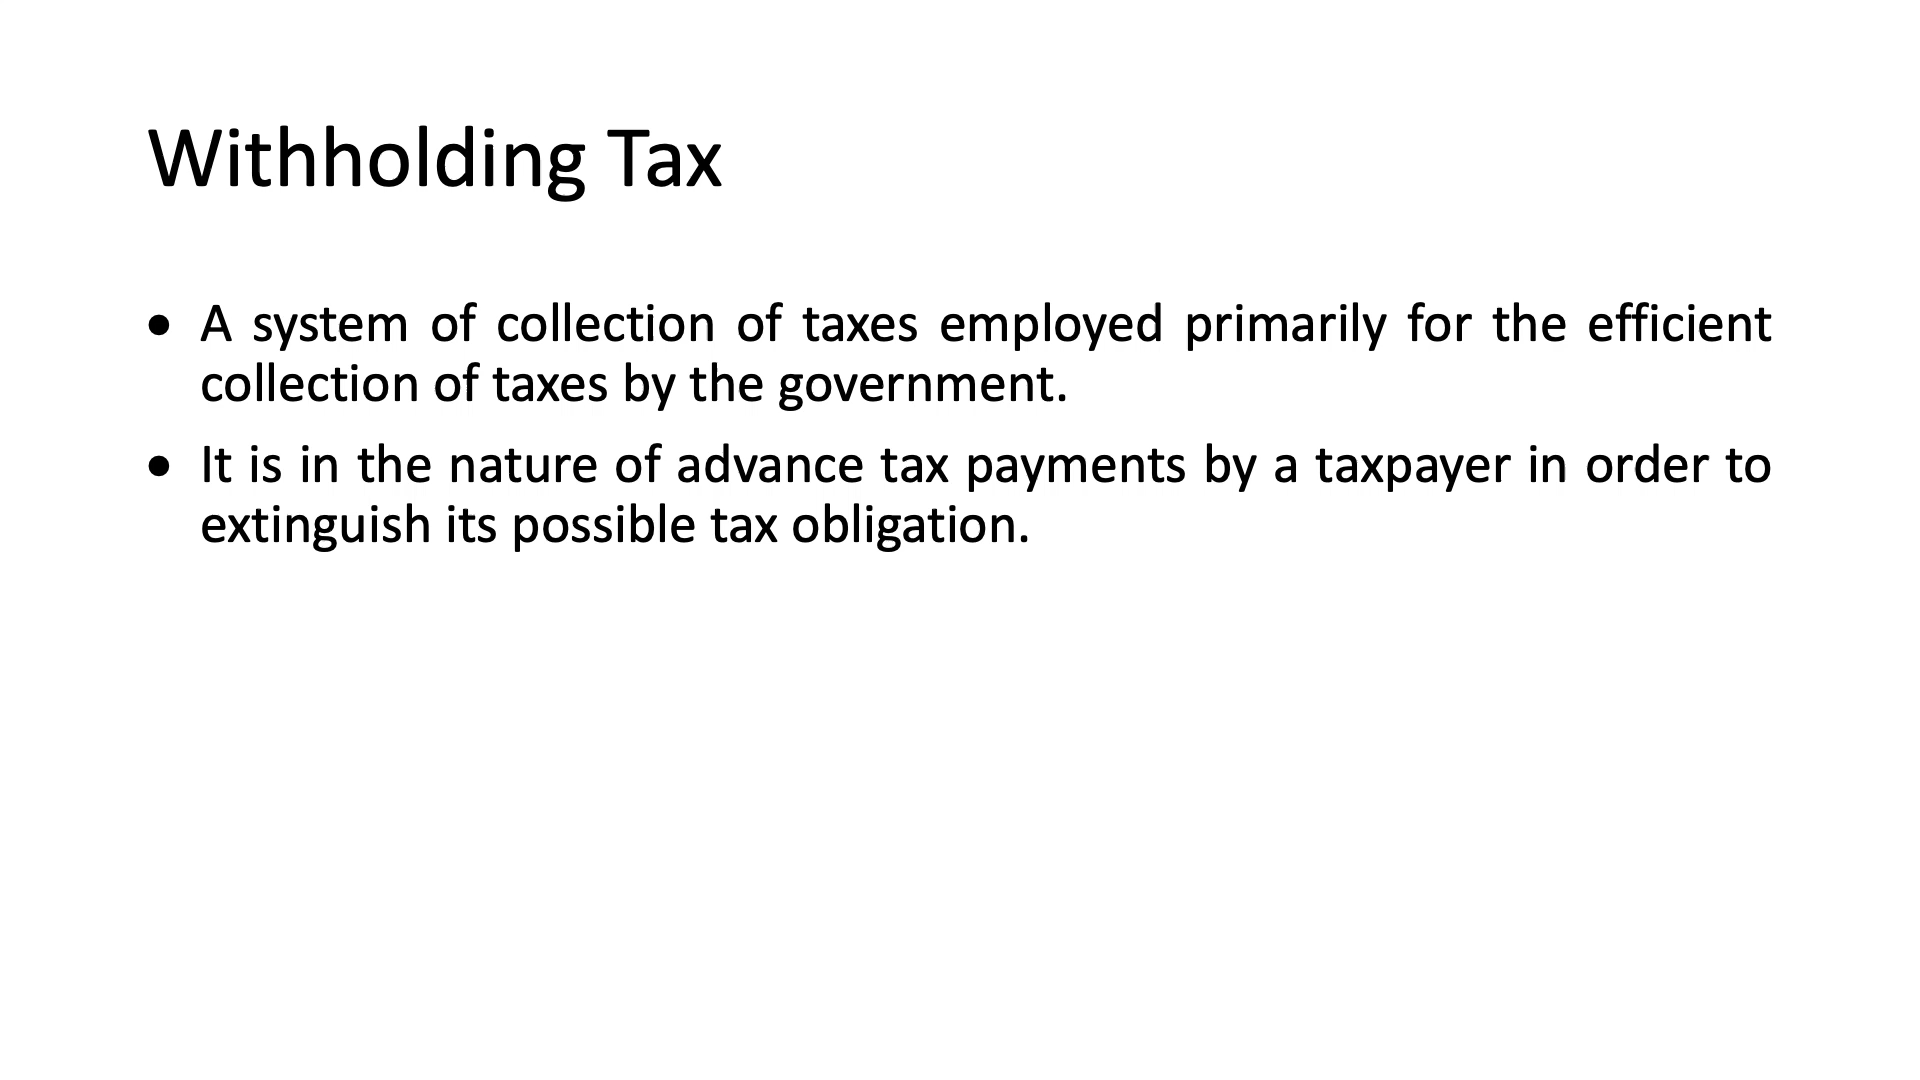 Withholding Tax
• A system of collection of taxes employed primarily for the efficient
collection of taxes by the government.
• It is in the nature of advance tax payments by a taxpayer in order to
extinguish its possible tax obligation.